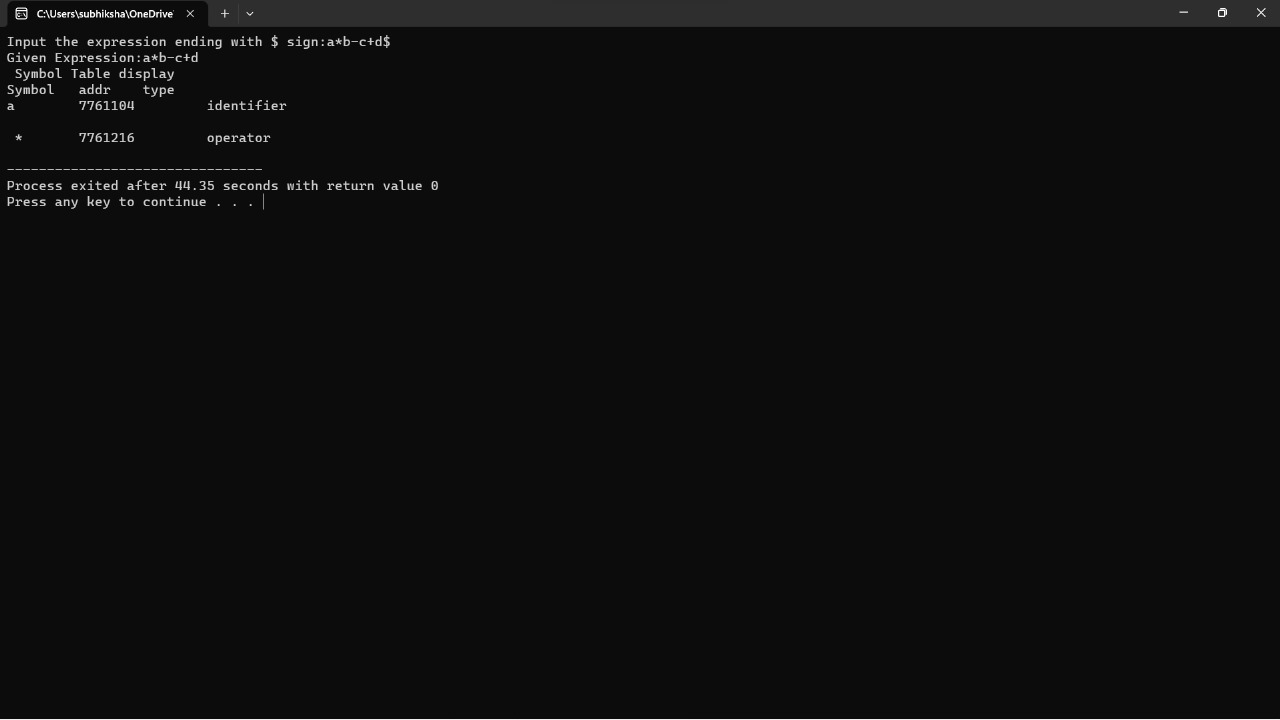 C:\Users\subhiksha\OneDrive
Input the expression ending with $ sign:a*b-c+d$
Given Expression:a*b-c+d
Symbol Table display
Symbol addr type
a 7761104 identifier
* 7761216 operator
--------------------------------
Process exited after 44.35 seconds with return value 0
Press any key to continue . . .